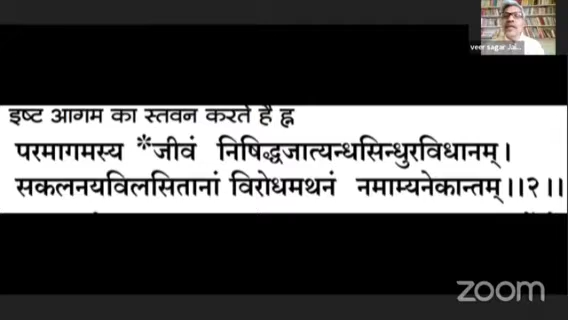 veer sagar Jai...
इष्ट आगम का स्तवन करते हैं ह्न
परमागमस्य *जीवं निषिद्धजात्यन्धसिन्धुरविधानम्।
सकलनयविलसितानां विरोधमथनं नमाम्यनेकान्तम्।।२।।
zoom